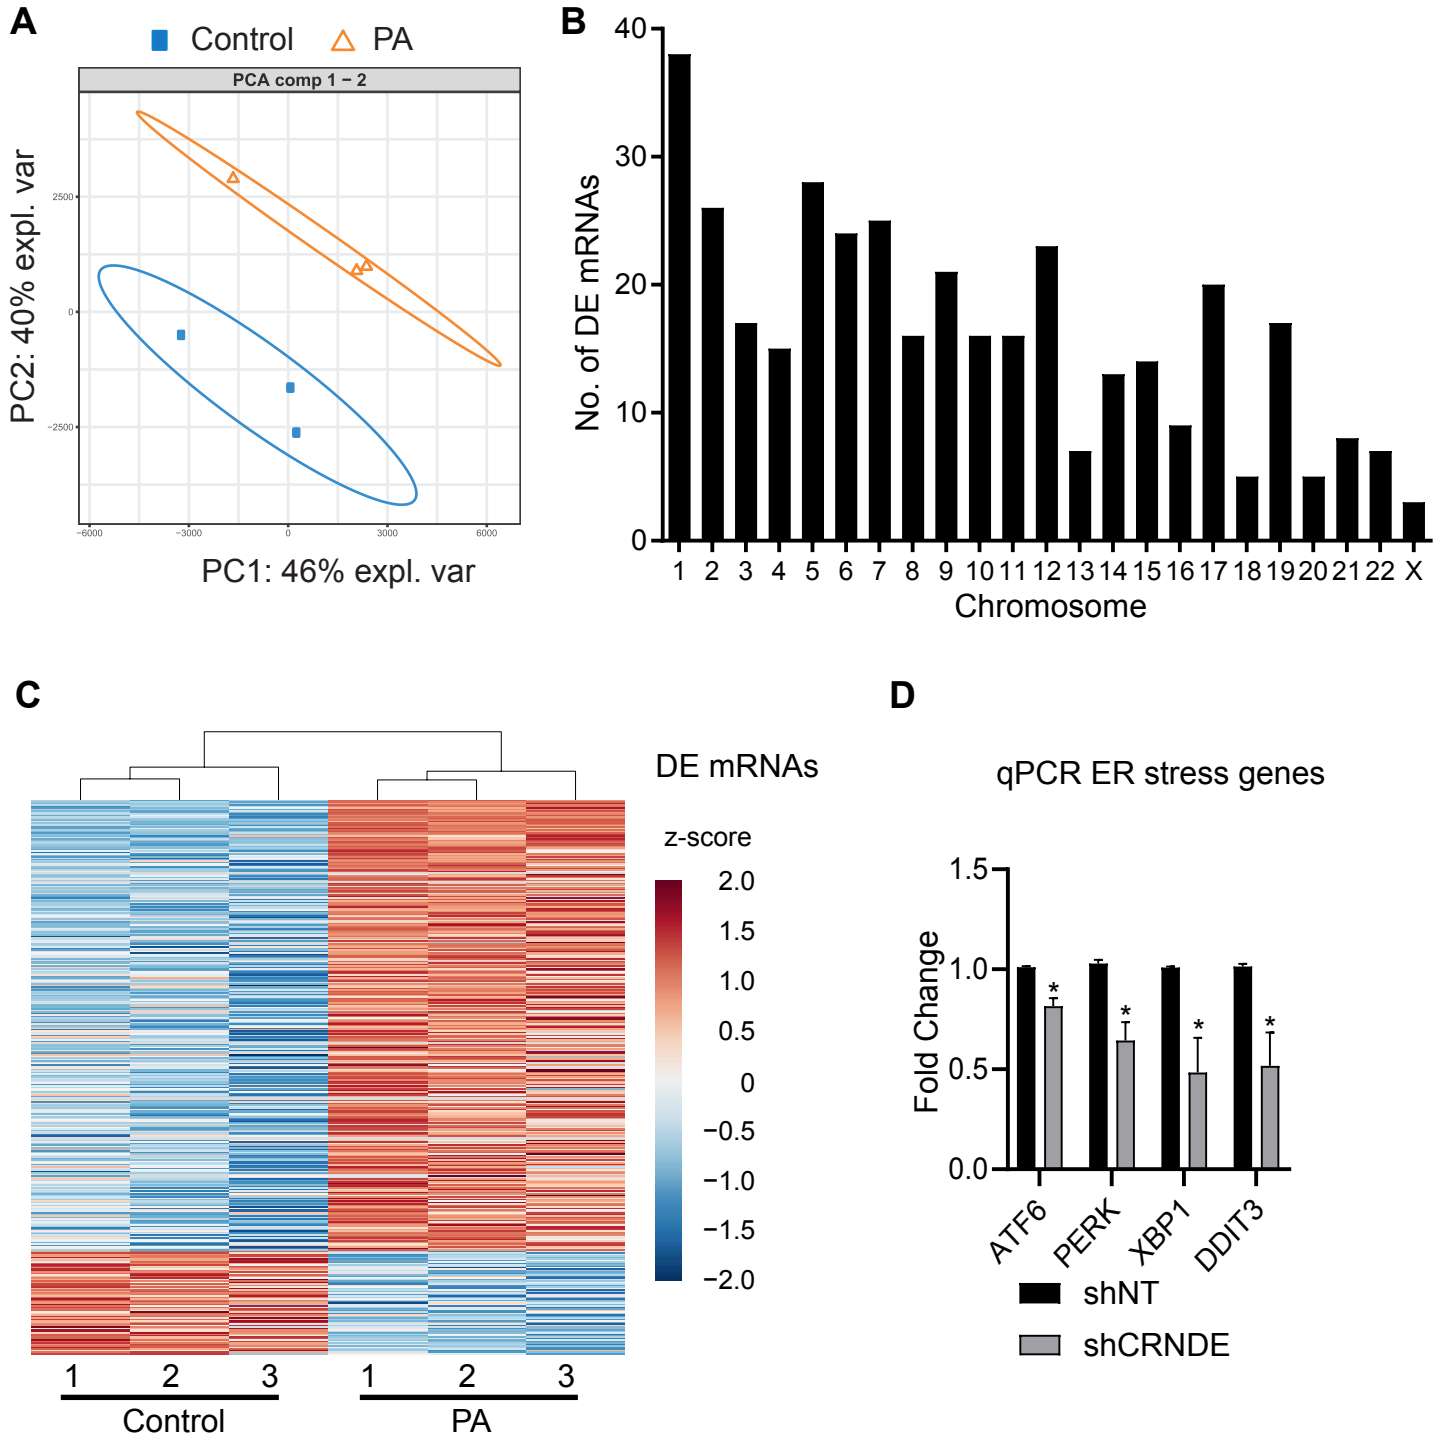 A
Control PA
PCA comp 1 − 2
PC2: 40% expl. var
2500
0
−2500
−6000 −3000 0 3000 6000
PC1: 46% expl. var
B
No. of DE mRNAs
40
30
20
10
0
1 2 3 4 5 6 7 8 9 10 11 12 13 14 15 16 17 18 19 20 21 22 X
Chromosome
C
DE mRNAs
z-score
2.0
1.5
1.0
0.5
0
−0.5
−1.0
−1.5
−2.0
1 2 3 1 2 3
Control PA
D
qPCR ER stress genes
Fold Change
1.5
1.0
0.5
0.0
* * * *
ATF6 PERK XBP1 DDIT3
shNT
shCRNDE